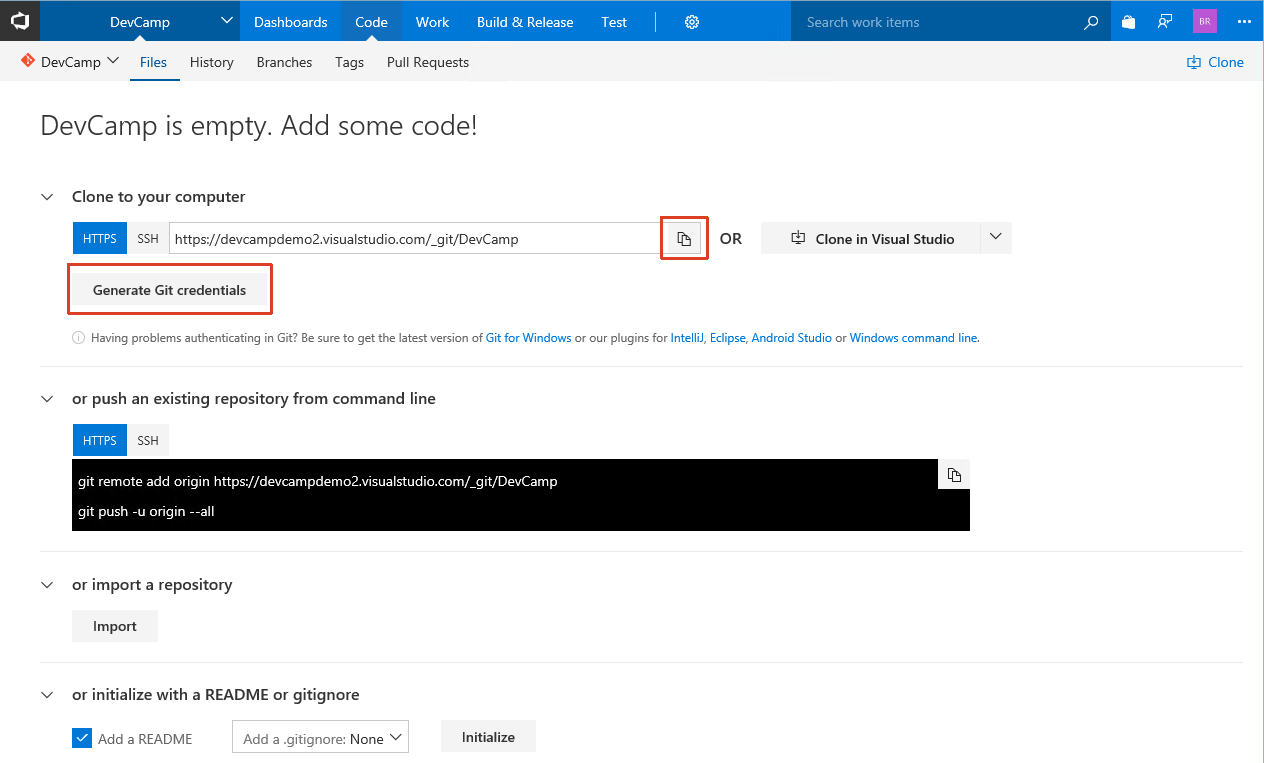 DevCamp Dashboards Code Work Build & Release Test Search work items BR
DevCamp Files History Branches Tags Pull Requests Clone
DevCamp is empty. Add some code!
Clone to your computer
HTTPS SSH https://devcampdemo2.visualstudio.com/_git/DevCamp OR Clone in Visual Studio
Generate Git credentials
Having problems authenticating in Git? Be sure to get the latest version of Git for Windows or our plugins for IntelliJ, Eclipse, Android Studio or Windows command line.
or push an existing repository from command line
HTTPS SSH
git remote add origin https://devcampdemo2.visualstudio.com/_git/DevCamp
git push -u origin --all
or import a repository
Import
or initialize with a README or gitignore
Add a README Add a .gitignore: None Initialize